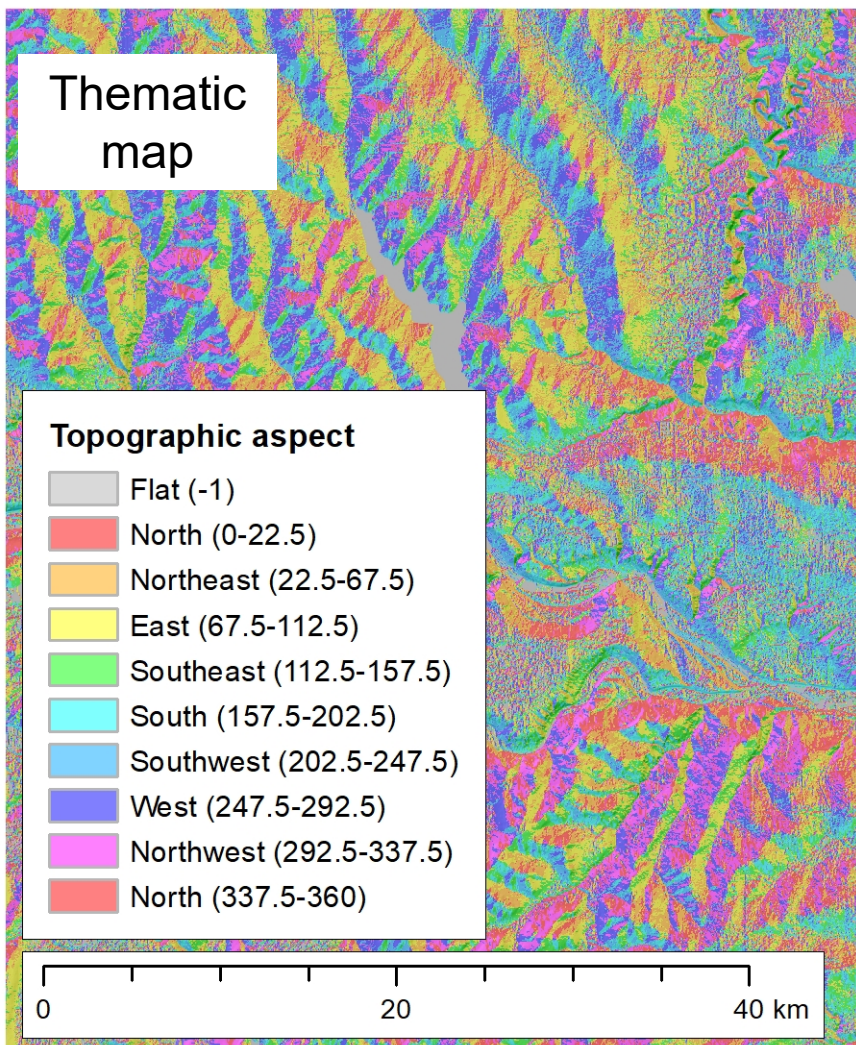 Thematic
map
Topographic aspect
Flat (-1)
North (0-22.5)
Northeast (22.5-67.5)
East (67.5-112.5)
Southeast (112.5-157.5)
South (157.5-202.5)
Southwest (202.5-247.5)
West (247.5-292.5)
Northwest (292.5-337.5)
North (337.5-360)
0 20 40 km